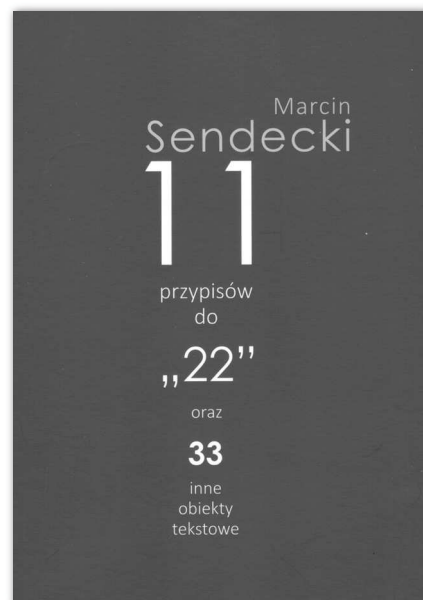 Marcin
Sendecki
11
przypisów
do
„22”
oraz
33
inne
obiekty
tekstowe